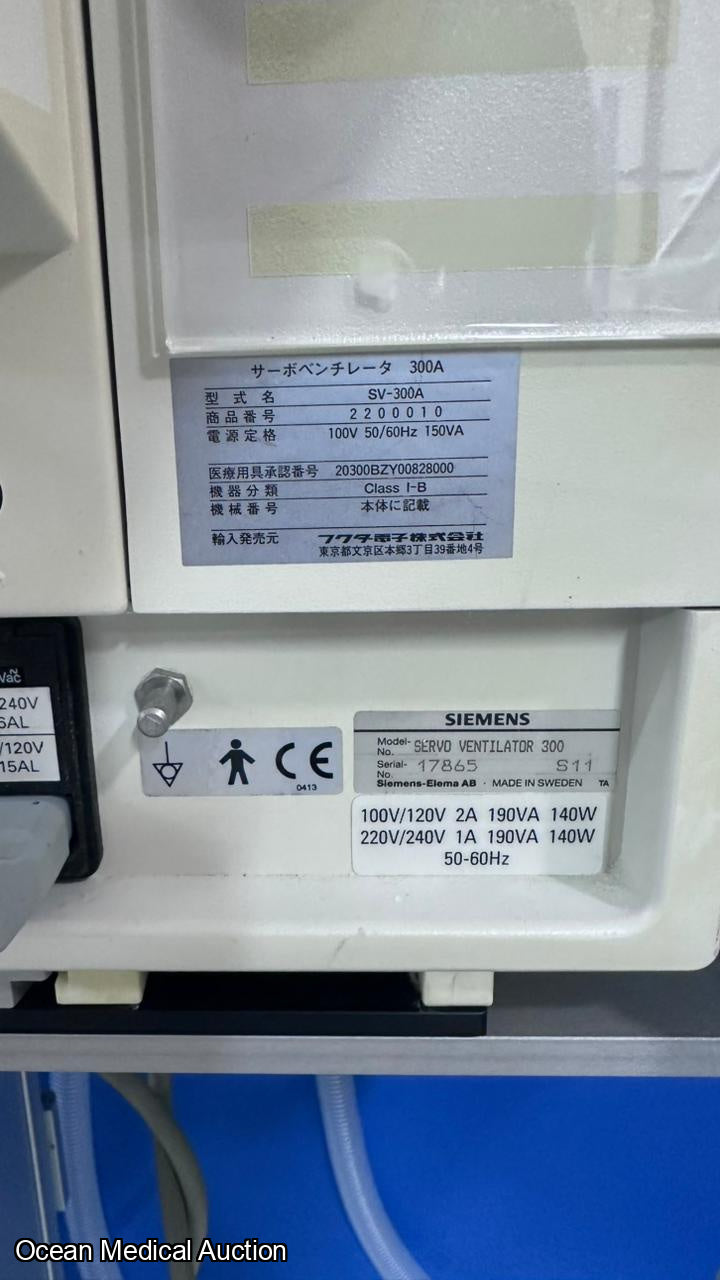 サーボベンチレータ 300A
型式名 SV-300A
商品番号 2200010
電源定格 100V 50/60Hz 150VA
医療用具承認番号 20300BZY00828000
機器分類 Class I-B
機械番号 本体に記載
輸入発売元 フクダ電子株式会社
東京都文京区本郷3丁目39番地4号
Vac
240V
6AL
/120V
15AL
CE
0413
SIEMENS
Model-No. SERVO VENTILATOR 300
Serial-No. 17865 S11
Siemens-Elema AB · MADE IN SWEDEN TA
100V/120V 2A 190VA 140W
220V/240V 1A 190VA 140W
50-60Hz
Ocean Medical Auction